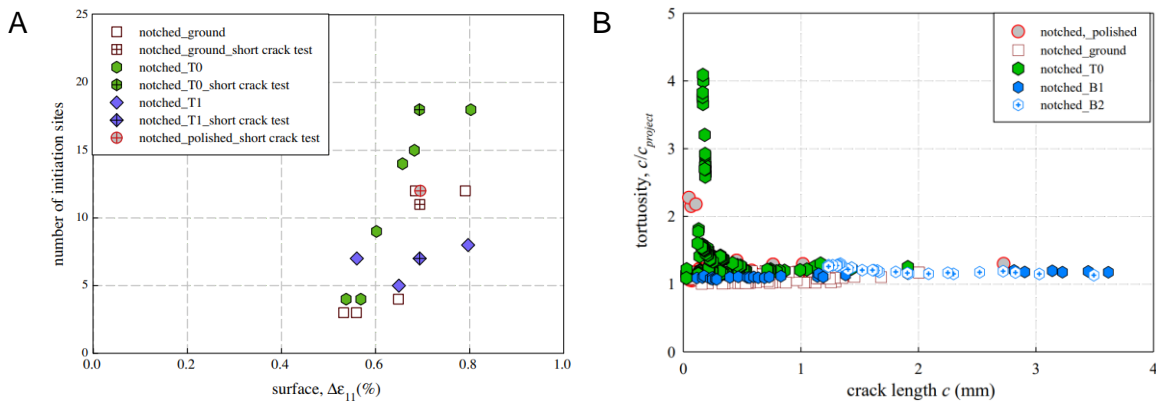 A
25
20
15
10
5
0
number of initiation sites
notched_ground
notched_ground_short crack test
notched_T0
notched_T0_short crack test
notched_T1
notched_T1_short crack test
notched_polished_short crack test
0.0
0.2
0.4
0.6
0.8
1.0
surface, Δε₁₁(%)
B
5
4
3
2
1
0
tortuosity, c/c_project
notched,_polished
notched_ground
notched_T0
notched_B1
notched_B2
0
1
2
3
4
crack length c (mm)